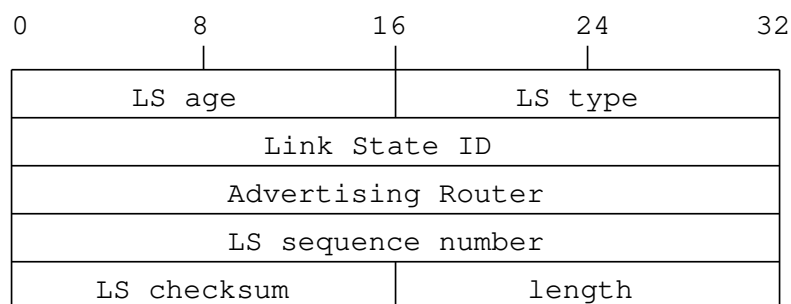 0 8 16 24 32
LS age LS type
Link State ID
Advertising Router
LS sequence number
LS checksum length